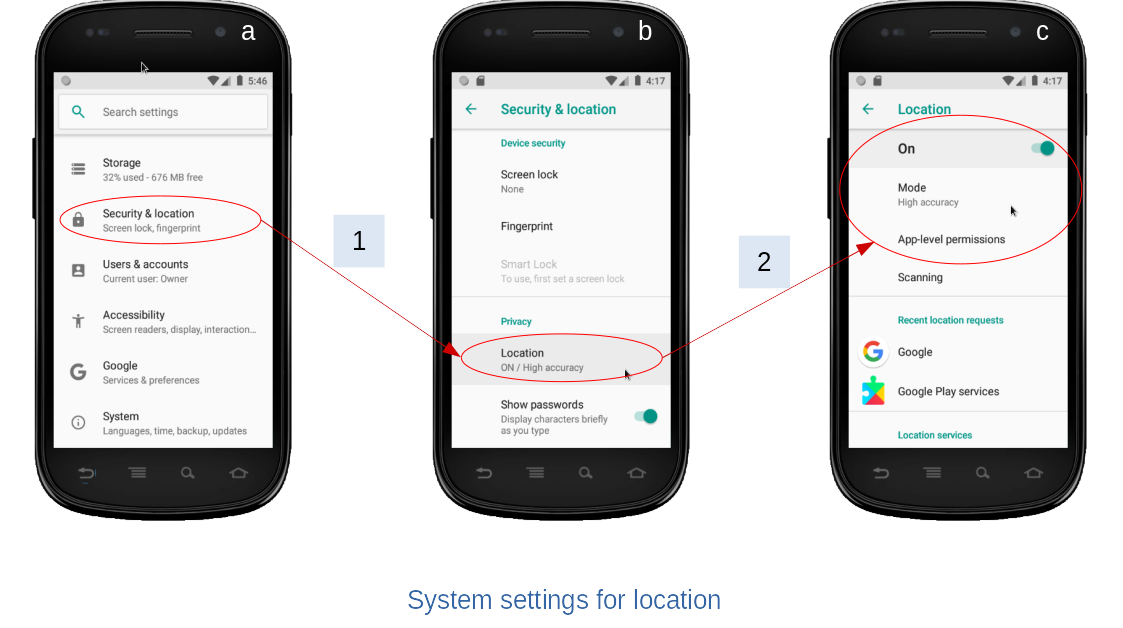 a
5:46
Search settings
Storage
32% used - 676 MB free
Security & location
Screen lock, fingerprint
Users & accounts
Current user: Owner
Accessibility
Screen readers, display, interaction…
Google
Services & preferences
System
Languages, time, backup, updates
1
b
4:17
Security & location
Device security
Screen lock
None
Fingerprint
Smart Lock
To use, first set a screen lock
Privacy
Location
ON / High accuracy
Show passwords
Display characters briefly
as you type
2
c
4:17
Location
On
Mode
High accuracy
App-level permissions
Scanning
Recent location requests
Google
Google Play services
Location services
System settings for location